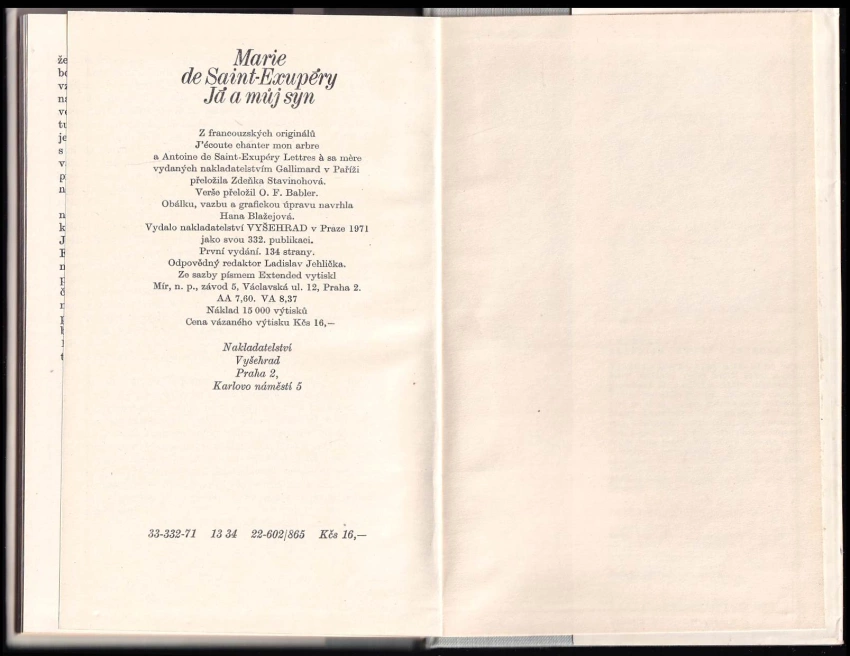 Marie
de Saint-Exupéry
Já a můj syn
Z francouzských originálů
J'écoute chanter mon arbre
a Antoine de Saint-Exupéry Lettres à sa mère
vydaných nakladatelstvím Gallimard v Paříži
přeložila Zdeňka Stavinohová.
Verše přeložil O. F. Babler.
Obálku, vazbu a grafickou úpravu navrhla
Hana Blažejová.
Vydalo nakladatelství VYŠEHRAD v Praze 1971
jako svou 332. publikaci.
První vydání. 134 strany.
Odpovědný redaktor Ladislav Jehlička.
Ze sazby písmem Extended vytiskl
Mír, n. p., závod 5, Václavská ul. 12, Praha 2.
AA 7,60. VA 8,37
Náklad 15 000 výtisků
Cena vázaného výtisku Kčs 16,—
Nakladatelství
Vyšehrad
Praha 2,
Karlovo náměstí 5
33-332-71 13 34 22-602/865 Kčs 16,—